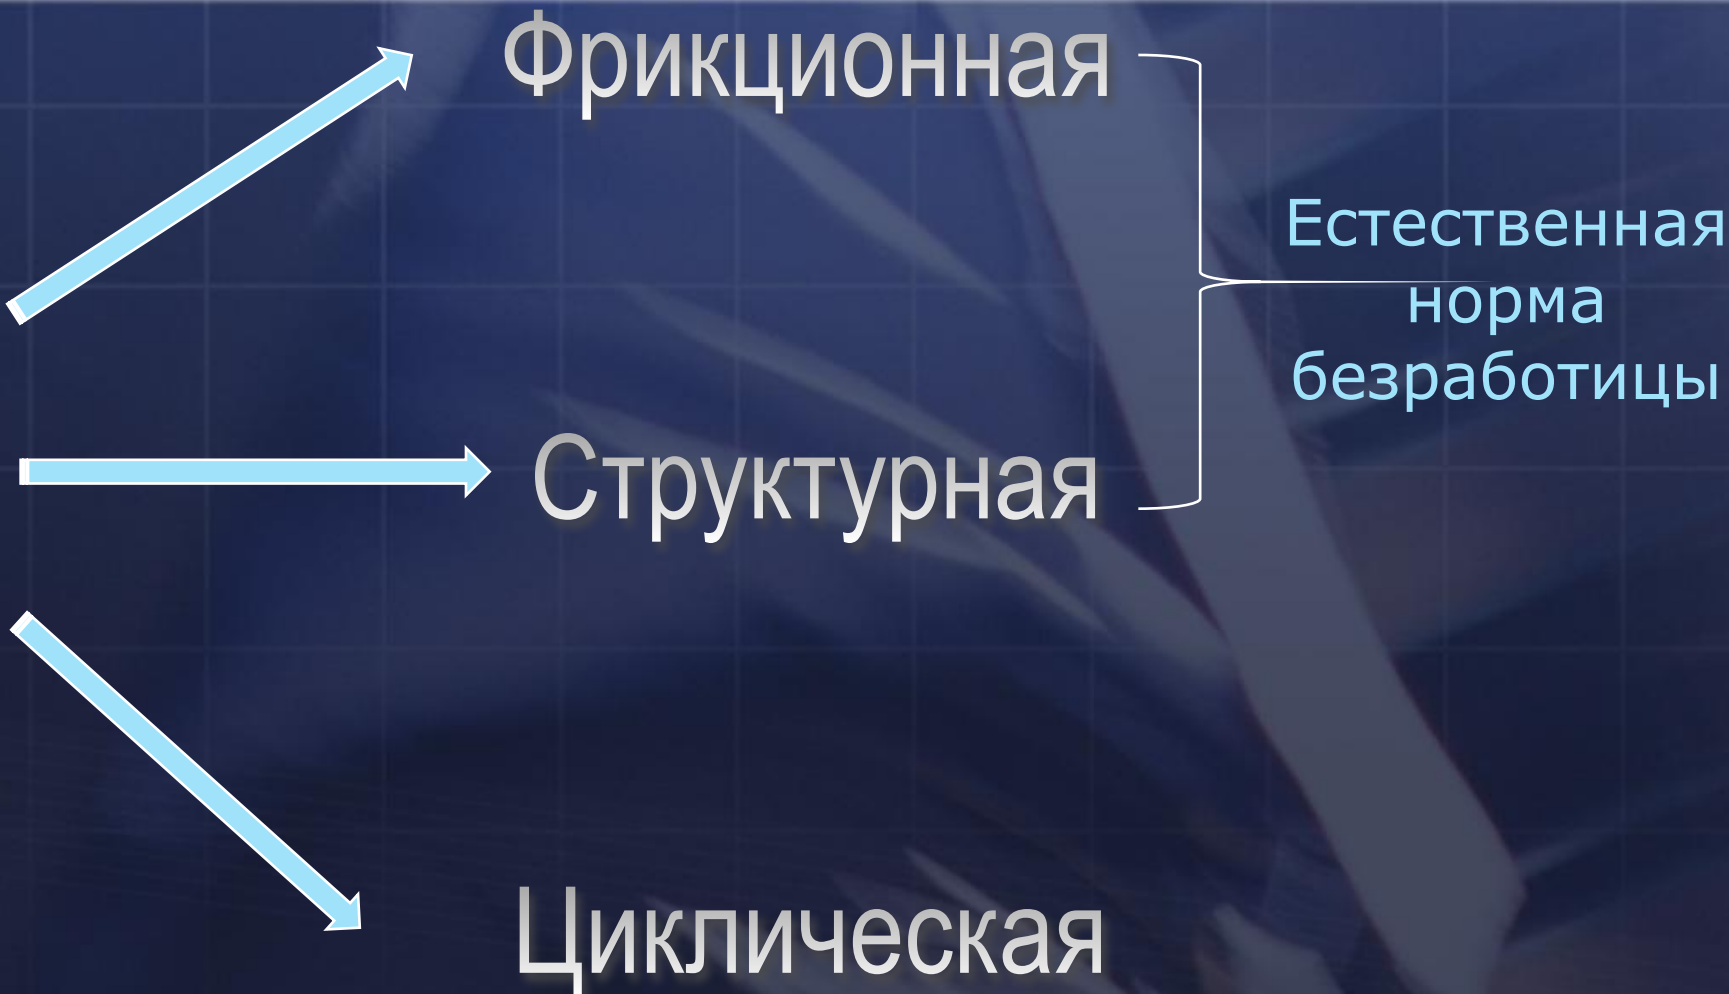 Фрикционная
Естественная
норма
безработицы
Структурная
Циклическая